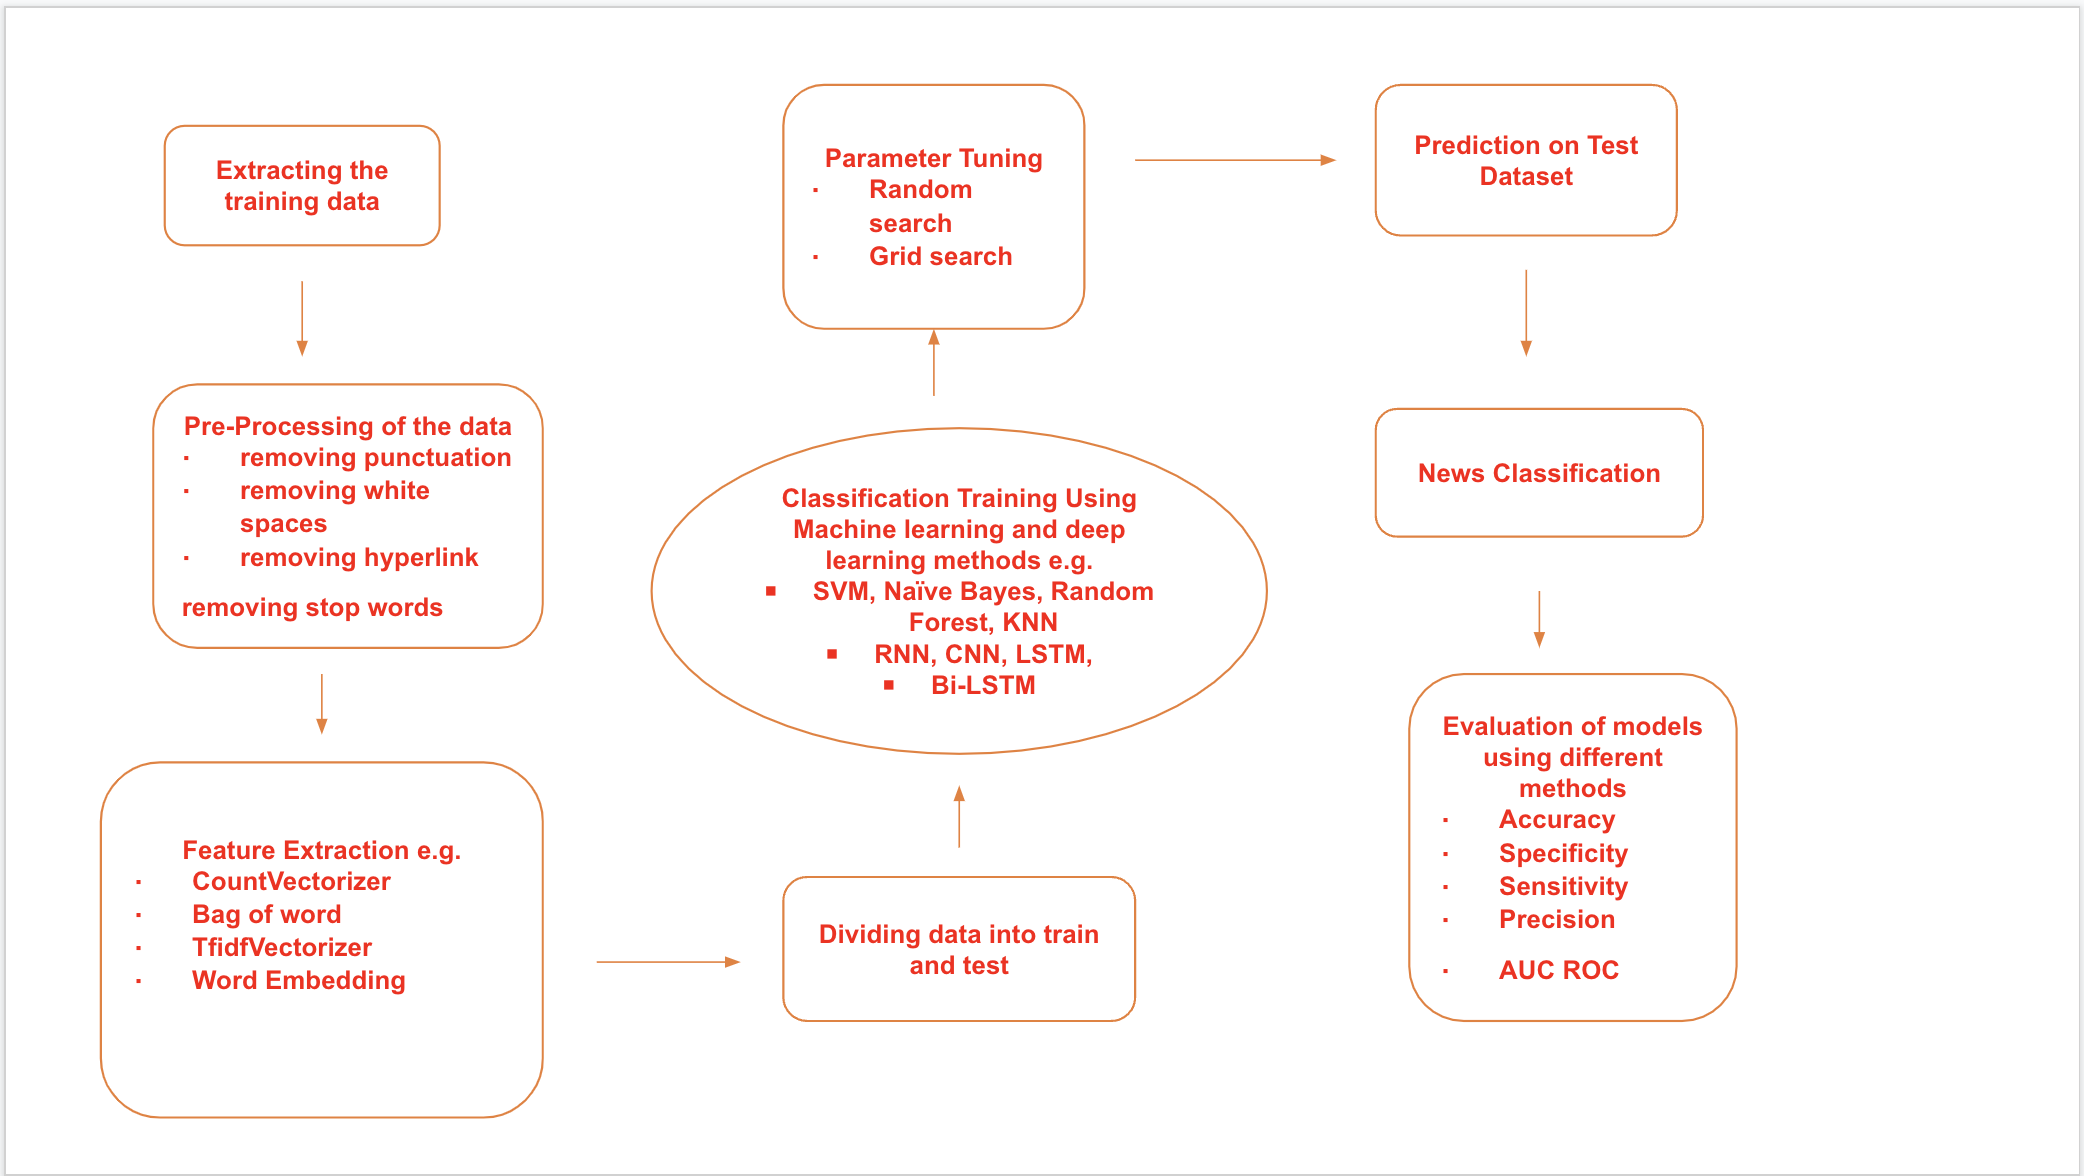 Extracting the
training data
Pre-Processing of the data
· removing punctuation
· removing white
spaces
· removing hyperlink
removing stop words
Feature Extraction e.g.
· CountVectorizer
· Bag of word
· TfidfVectorizer
· Word Embedding
Dividing data into train
and test
Classification Training Using
Machine learning and deep
learning methods e.g.
▪ SVM, Naïve Bayes, Random
Forest, KNN
▪ RNN, CNN, LSTM,
▪ Bi-LSTM
Parameter Tuning
· Random
search
· Grid search
Prediction on Test
Dataset
News Classification
Evaluation of models
using different
methods
· Accuracy
· Specificity
· Sensitivity
· Precision
· AUC ROC